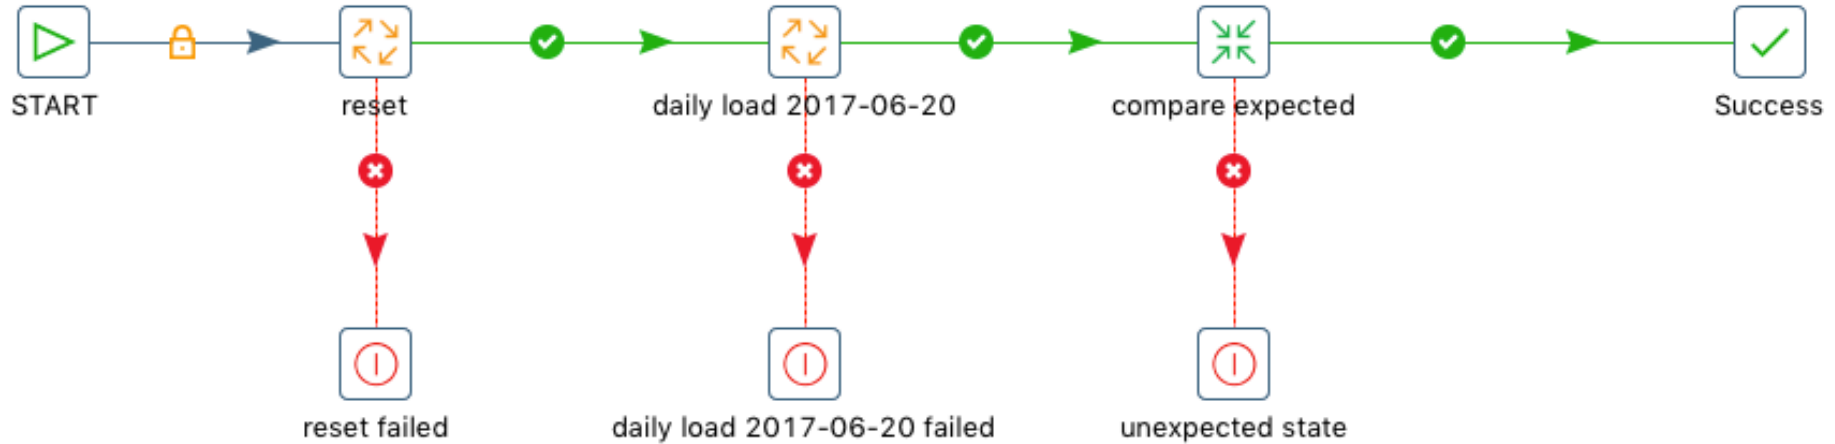 START
reset
daily load 2017-06-20
compare expected
Success
reset failed
daily load 2017-06-20 failed
unexpected state